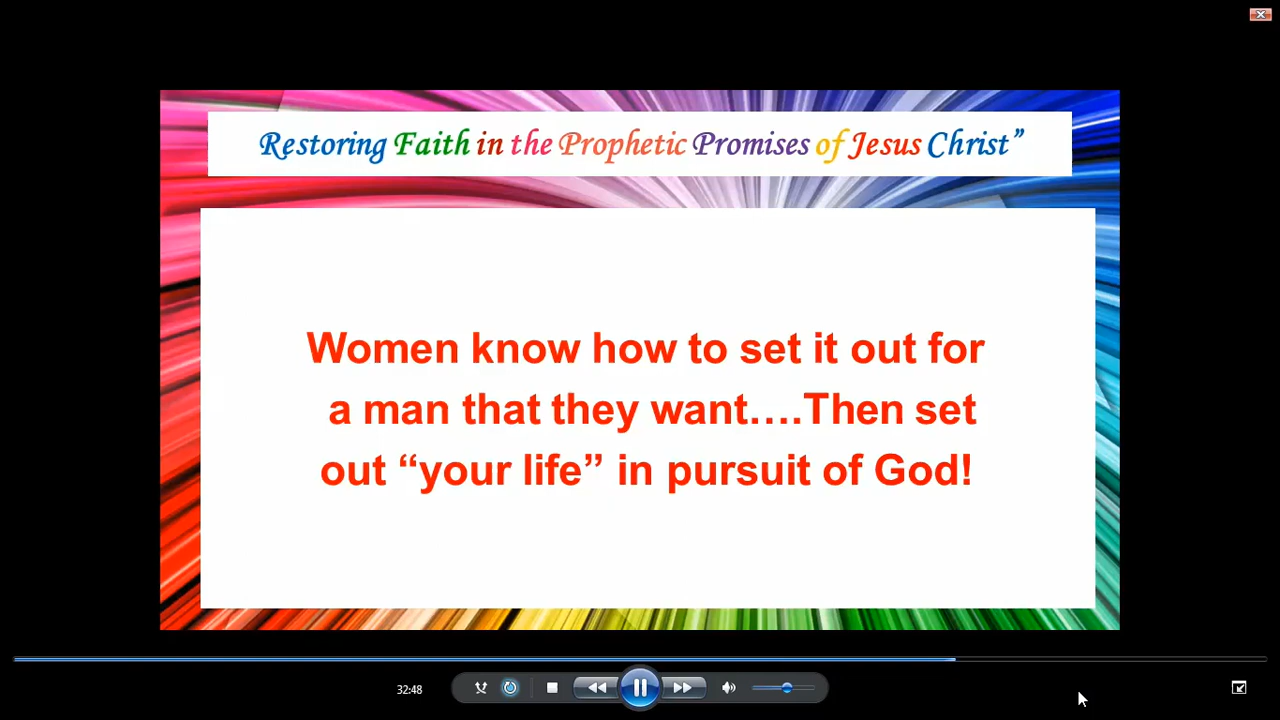 Restoring Faith in the Prophetic Promises of Jesus Christ”
Women know how to set it out for
a man that they want....Then set
out “your life” in pursuit of God!
32:48